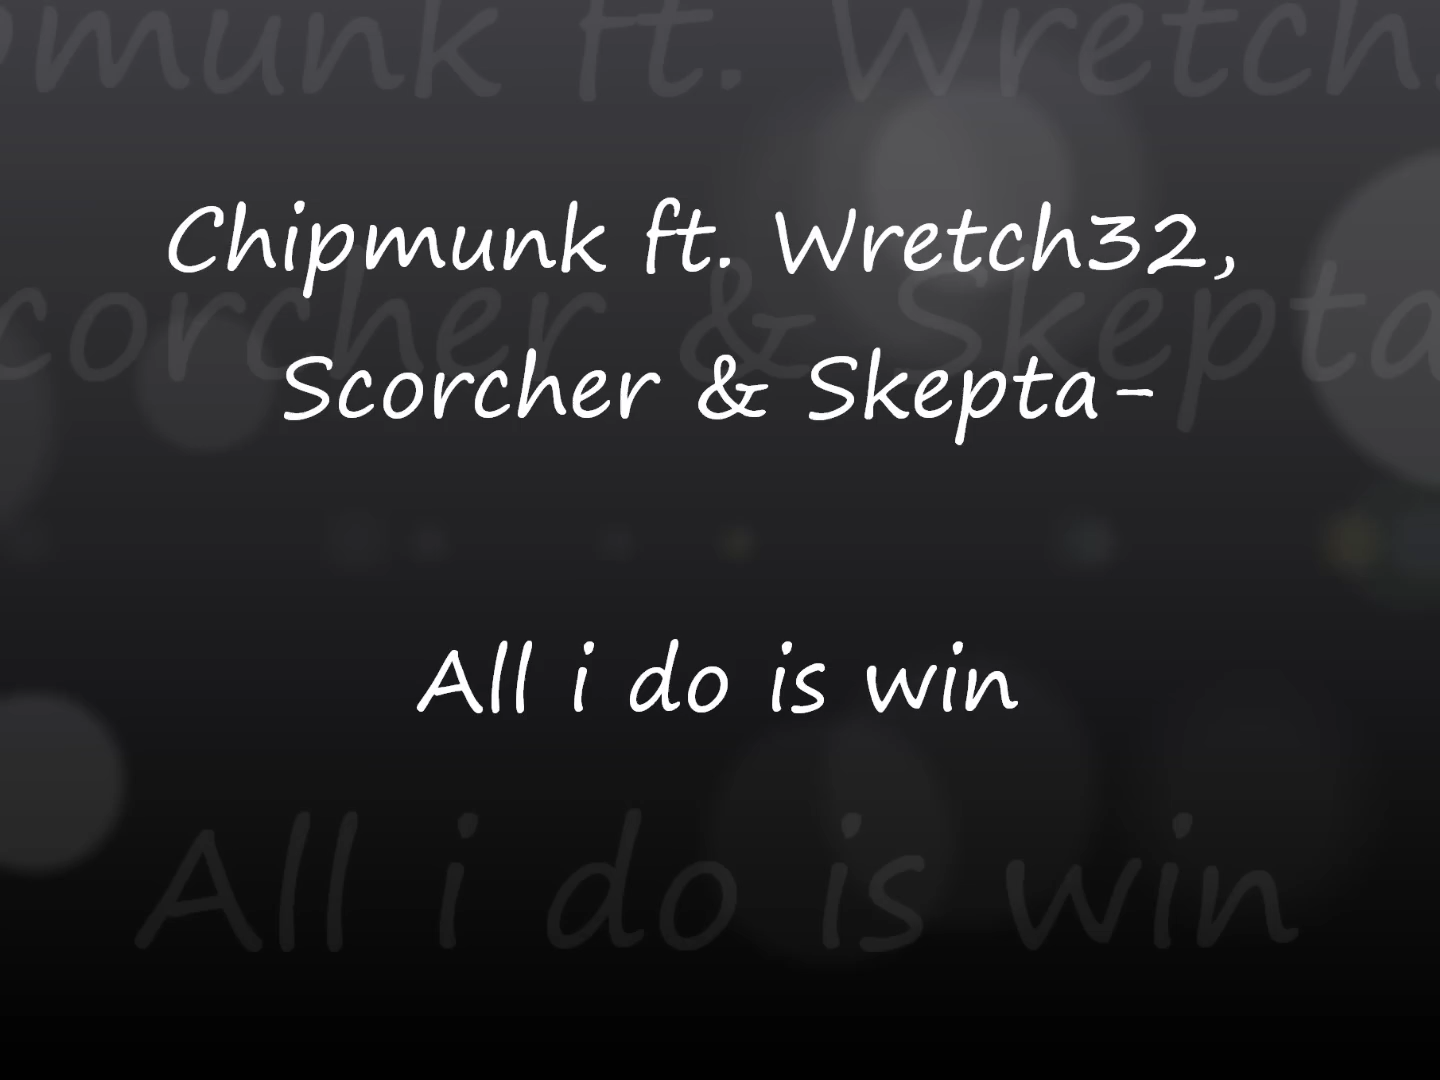 Chipmunk ft. Wretch32,
Scorcher & Skepta-
All i do is win